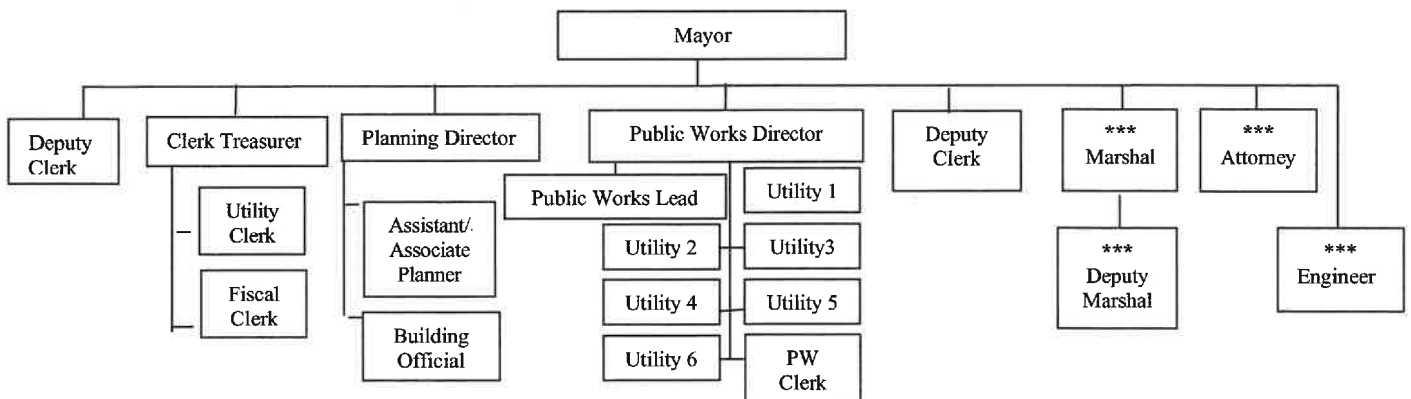 Mayor
Deputy
Clerk
Clerk Treasurer
Planning Director
Public Works Director
Deputy
Clerk
***
Marshal
***
Attorney
Public Works Lead
Utility 1
Utility
Clerk
Assistant/
Associate
Planner
Utility 2
Utility3
***
Deputy
Marshal
***
Engineer
Fiscal
Clerk
Utility 4
Utility 5
Building
Official
Utility 6
PW
Clerk